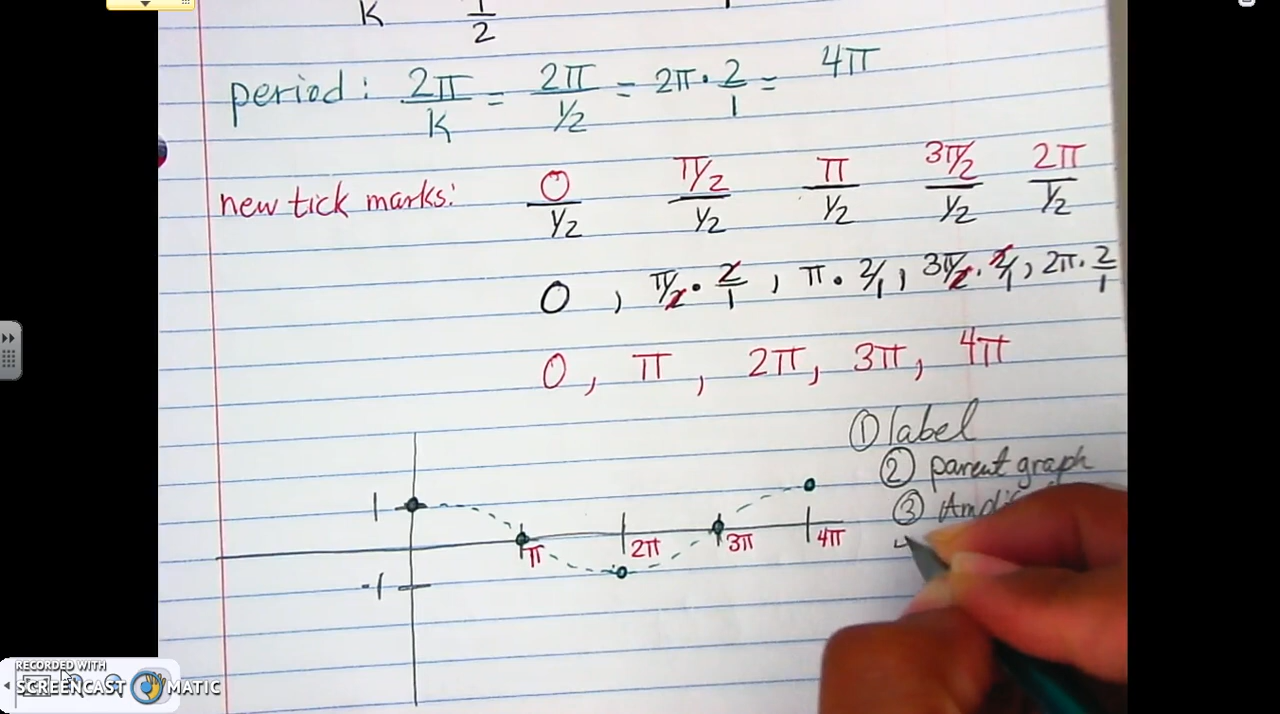 K 1/2
period: 2π/K = 2π/½ = 2π · 2/1 = 4π
new tick marks: 0/½ π/2/½ π/½ 3π/2/½ 2π/½
0 , π/2 · 2/1 , π · 2/1 , 3π/2 · 2/1 , 2π · 2/1
0 , π , 2π , 3π , 4π
① label
② parent graph
③
1
π 2π 3π 4π
-1
RECORDED WITH
SCREENCAST MATIC